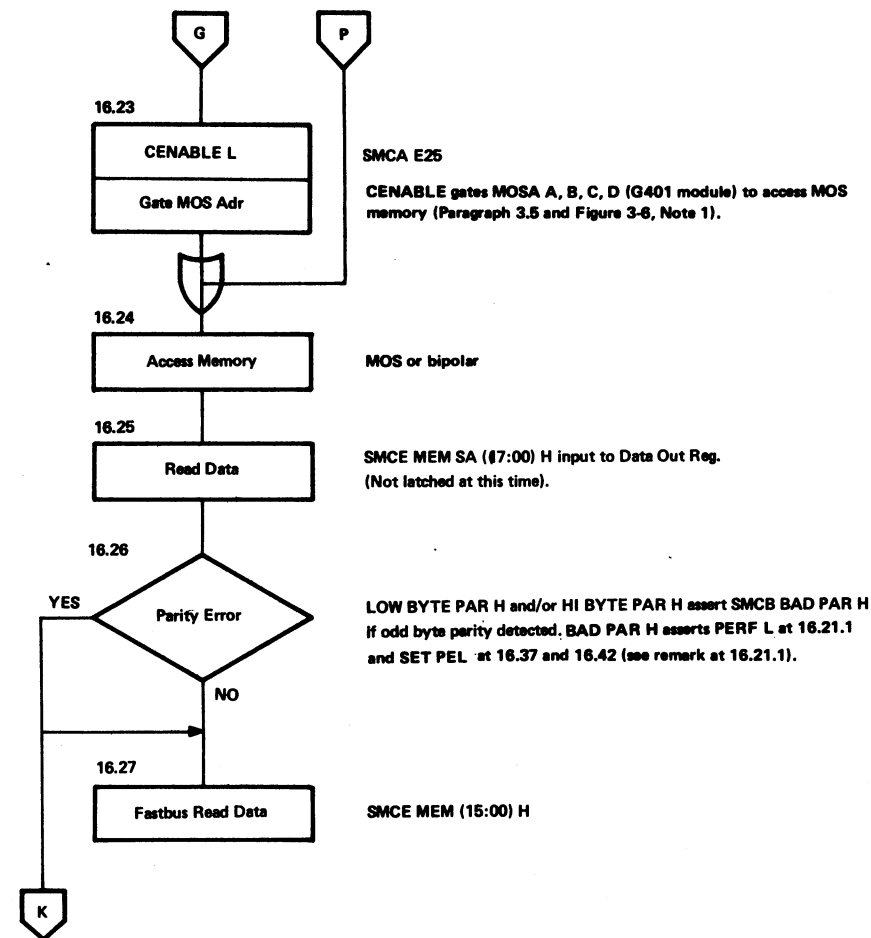 G
P
16.23
CENABLE L
Gate MOS Adr
SMCA E25
CENABLE gates MOSA A, B, C, D (G401 module) to access MOS
memory (Paragraph 3.5 and Figure 3-6, Note 1).
16.24
Access Memory
MOS or bipolar
16.25
Read Data
SMCE MEM SA (17:00) H input to Data Out Reg.
(Not latched at this time).
16.26
YES
Parity Error
NO
LOW BYTE PAR H and/or HI BYTE PAR H assert SMCB BAD PAR H
if odd byte parity detected. BAD PAR H asserts PERF L at 16.21.1
and SET PEL at 16.37 and 16.42 (see remark at 16.21.1).
16.27
Fastbus Read Data
SMCE MEM (15:00) H
K